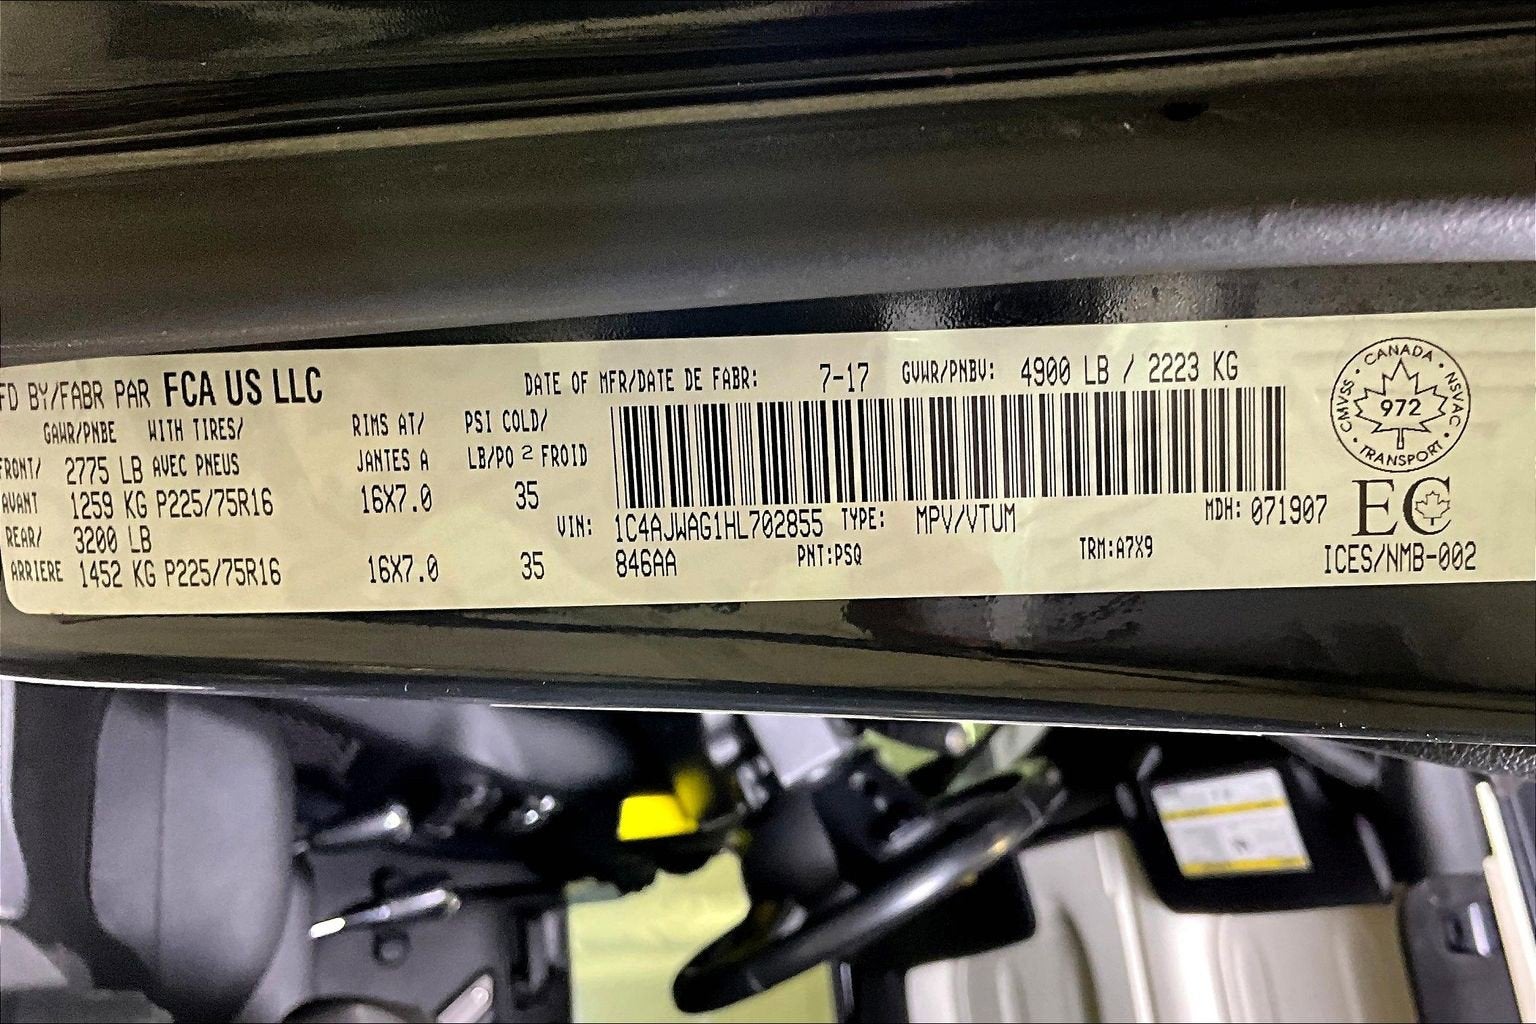 FD BY/FABR PAR FCA US LLC DATE OF MFR/DATE DE FABR: 7-17 GVWR/PNBV: 4900 LB / 2223 KG
GAWR/PNBE WITH TIRES/ RIMS AT/ PSI COLD/
FRONT/ 2775 LB AVEC PNEUS JANTES A LB/PO 2 FROID
AVANT 1259 KG P225/75R16 16X7.0 35
REAR/ 3200 LB
ARRIERE 1452 KG P225/75R16 16X7.0 35
VIN: 1C4AJWAG1HL702855 TYPE: MPV/VTUM MDH: 071907
846AA PNT:PSQ TRM:A7X9
CANADA
CMVSS · NSVAC
972
TRANSPORT
EC
ICES/NMB-002